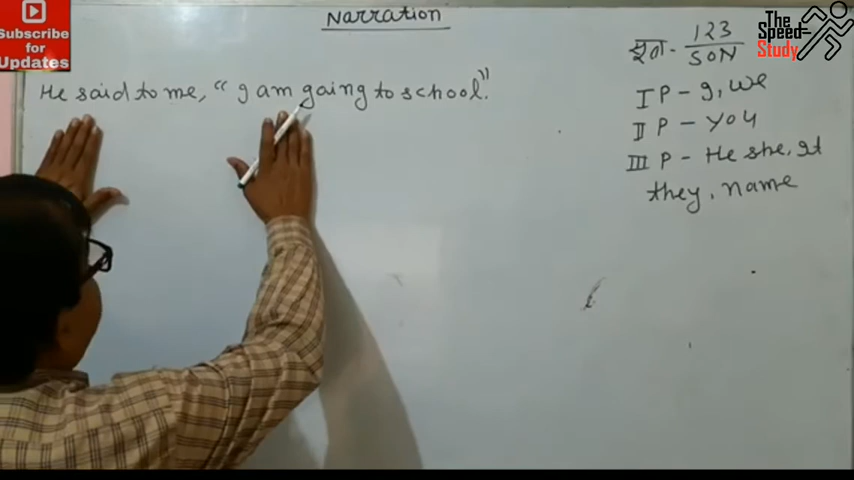 Subscribe
for
Updates
Narration
The
Speed
Study
He said to me, “I am going to school.”
सूत्र - 123
SON
I P - I, we
II P - You
III P - He she, It
they, name